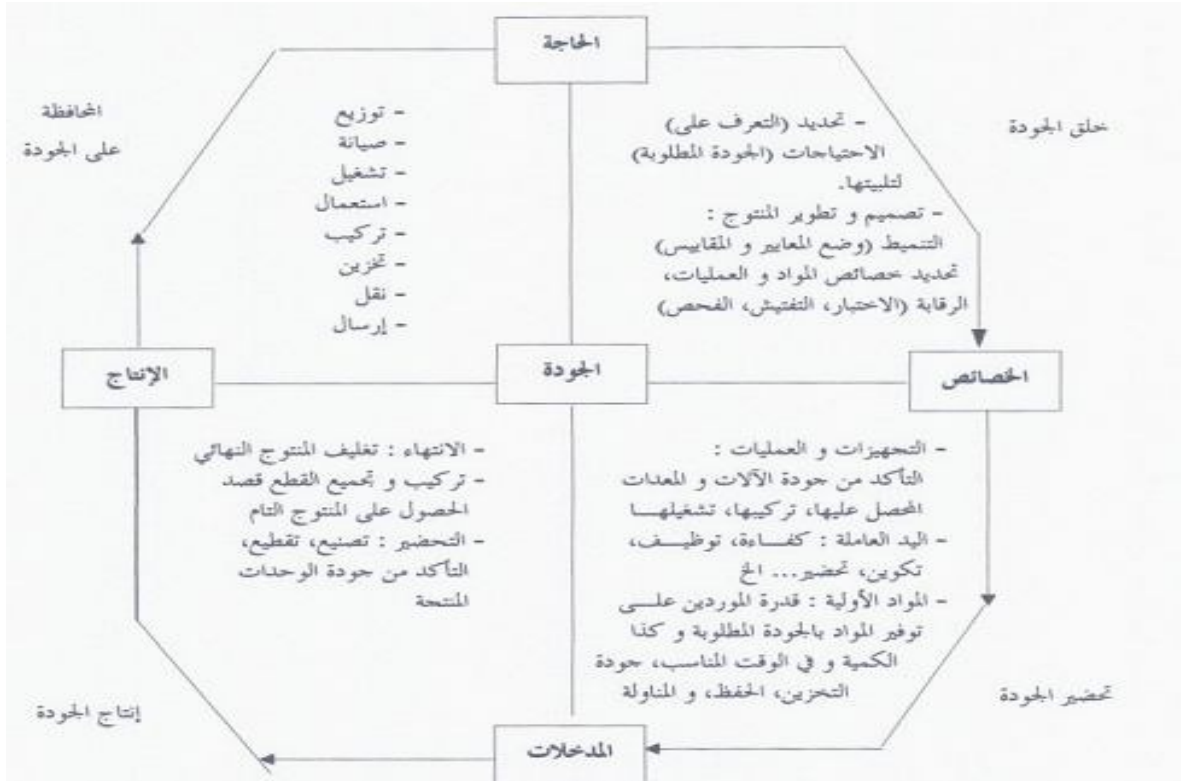 الحاجة
خلق الجودة
- تحديد (التعرف على)
الاحتياجات (الجودة المطلوبة)
لتلبيتها.
- تصميم و تطوير المنتوج :
التنميط (وضع المعايير و المقاييس)
تحديد خصائص المواد و العمليات،
الرقابة (الاختبار، التفتيش، الفحص)
المحافظة
على الجودة
- توزيع
- صيانة
- تشغيل
- استعمال
- تركيب
- تخزين
- نقل
- إرسال
الخصائص
الجودة
الإنتاج
- التجهيزات و العمليات :
التأكد من جودة الآلات و المعدات
المحصل عليها، تركيبها، تشغيلهــا
- اليد العاملة : كفــاءة، توظيــف،
تكوين، تحضير... الخ
- المواد الأولية : قدرة الموردين علــى
توفير المواد بالجودة المطلوبة و كذا
الكمية و في الوقت المناسب، جودة
التخزين، الحفظ، و المناولة
- الانتهاء : تغليف المنتوج النهائي
- تركيب و تجميع القطع قصد
الحصول على المنتوج التام
- التحضير : تصنيع، تقطيع،
التأكد من جودة الوحدات
المنتجة
تحضير الجودة
إنتاج الجودة
المدخلات